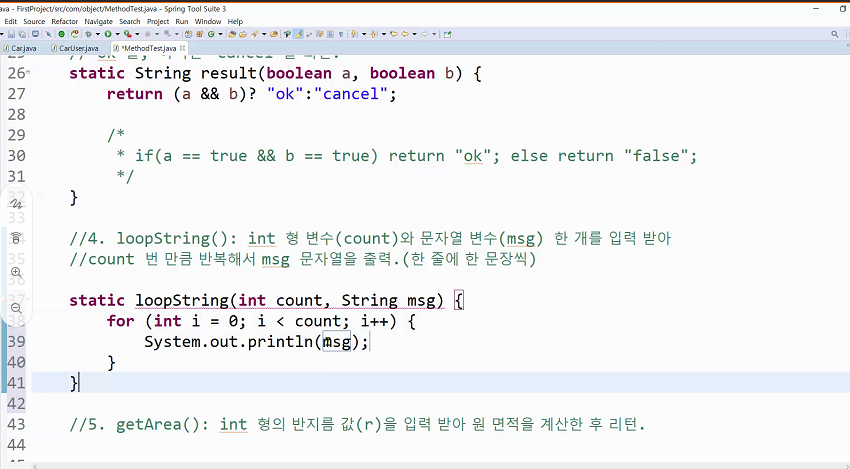 ava - FirstProject/src/com/object/MethodTest.java - Spring Tool Suite 3
Edit Source Refactor Navigate Search Project Run Window Help
Car.java CarUser.java *MethodTest.java
26 static String result(boolean a, boolean b) {
27 return (a && b)? "ok":"cancel";
28
29 /*
30 * if(a == true && b == true) return "ok"; else return "false";
31 */
32 }
33
34 //4. loopString(): int 형 변수(count)와 문자열 변수(msg) 한 개를 입력 받아
35 //count 번 만큼 반복해서 msg 문자열을 출력.(한 줄에 한 문장씩)
36
37 static loopString(int count, String msg) {
38 for (int i = 0; i < count; i++) {
39 System.out.println(msg);
40 }
41 }
42
43 //5. getArea(): int 형의 반지름 값(r)을 입력 받아 원 면적을 계산한 후 리턴.
44